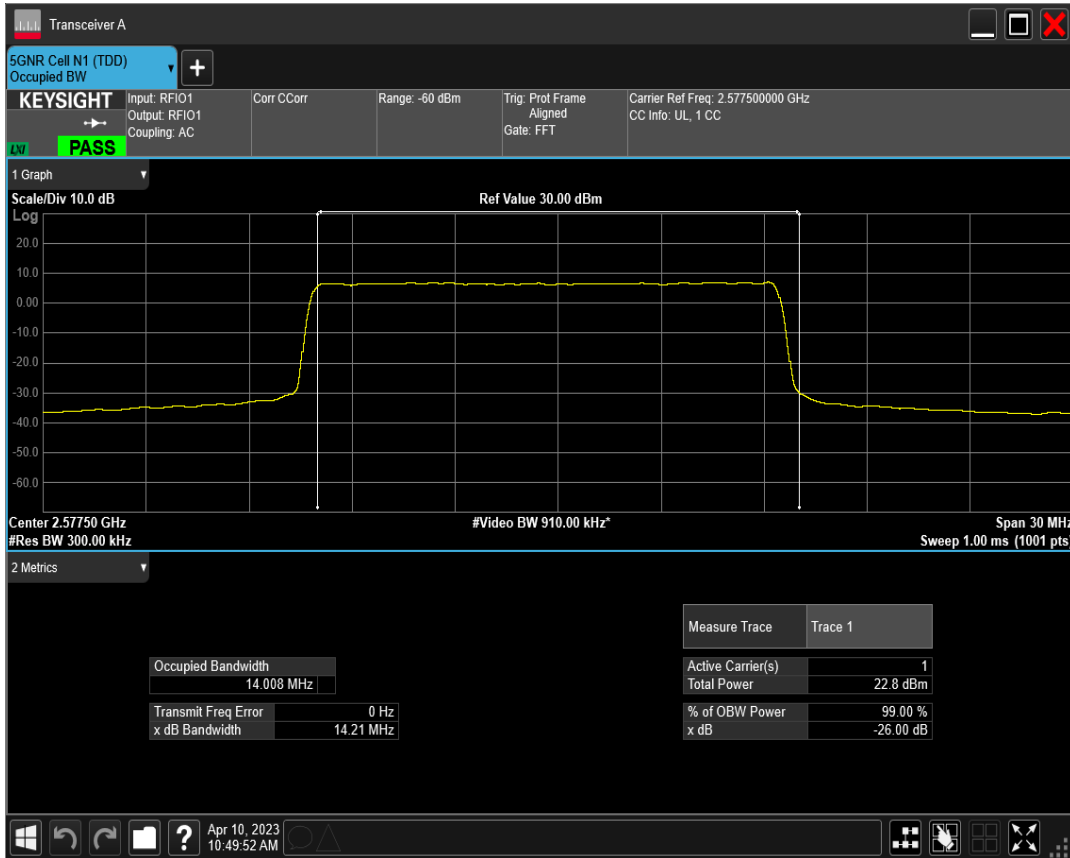 Transceiver A
5GNR Cell N1 (TDD)
Occupied BW
+
KEYSIGHT
LXI
PASS
Input: RFIO1
Output: RFIO1
Coupling: AC
Corr CCorr
Range: -60 dBm
Trig: Prot Frame
Aligned
Gate: FFT
Carrier Ref Freq: 2.577500000 GHz
CC Info: UL, 1 CC
1 Graph
Scale/Div 10.0 dB
Ref Value 30.00 dBm
Log
20.0
10.0
0.00
-10.0
-20.0
-30.0
-40.0
-50.0
-60.0
Center 2.57750 GHz
#Video BW 910.00 kHz*
Span 30 MHz
#Res BW 300.00 kHz
Sweep 1.00 ms (1001 pts)
2 Metrics
Measure Trace Trace 1
Occupied Bandwidth
14.008 MHz
Active Carrier(s) 1
Total Power 22.8 dBm
Transmit Freq Error 0 Hz
x dB Bandwidth 14.21 MHz
% of OBW Power 99.00 %
x dB -26.00 dB
?
Apr 10, 2023
10:49:52 AM